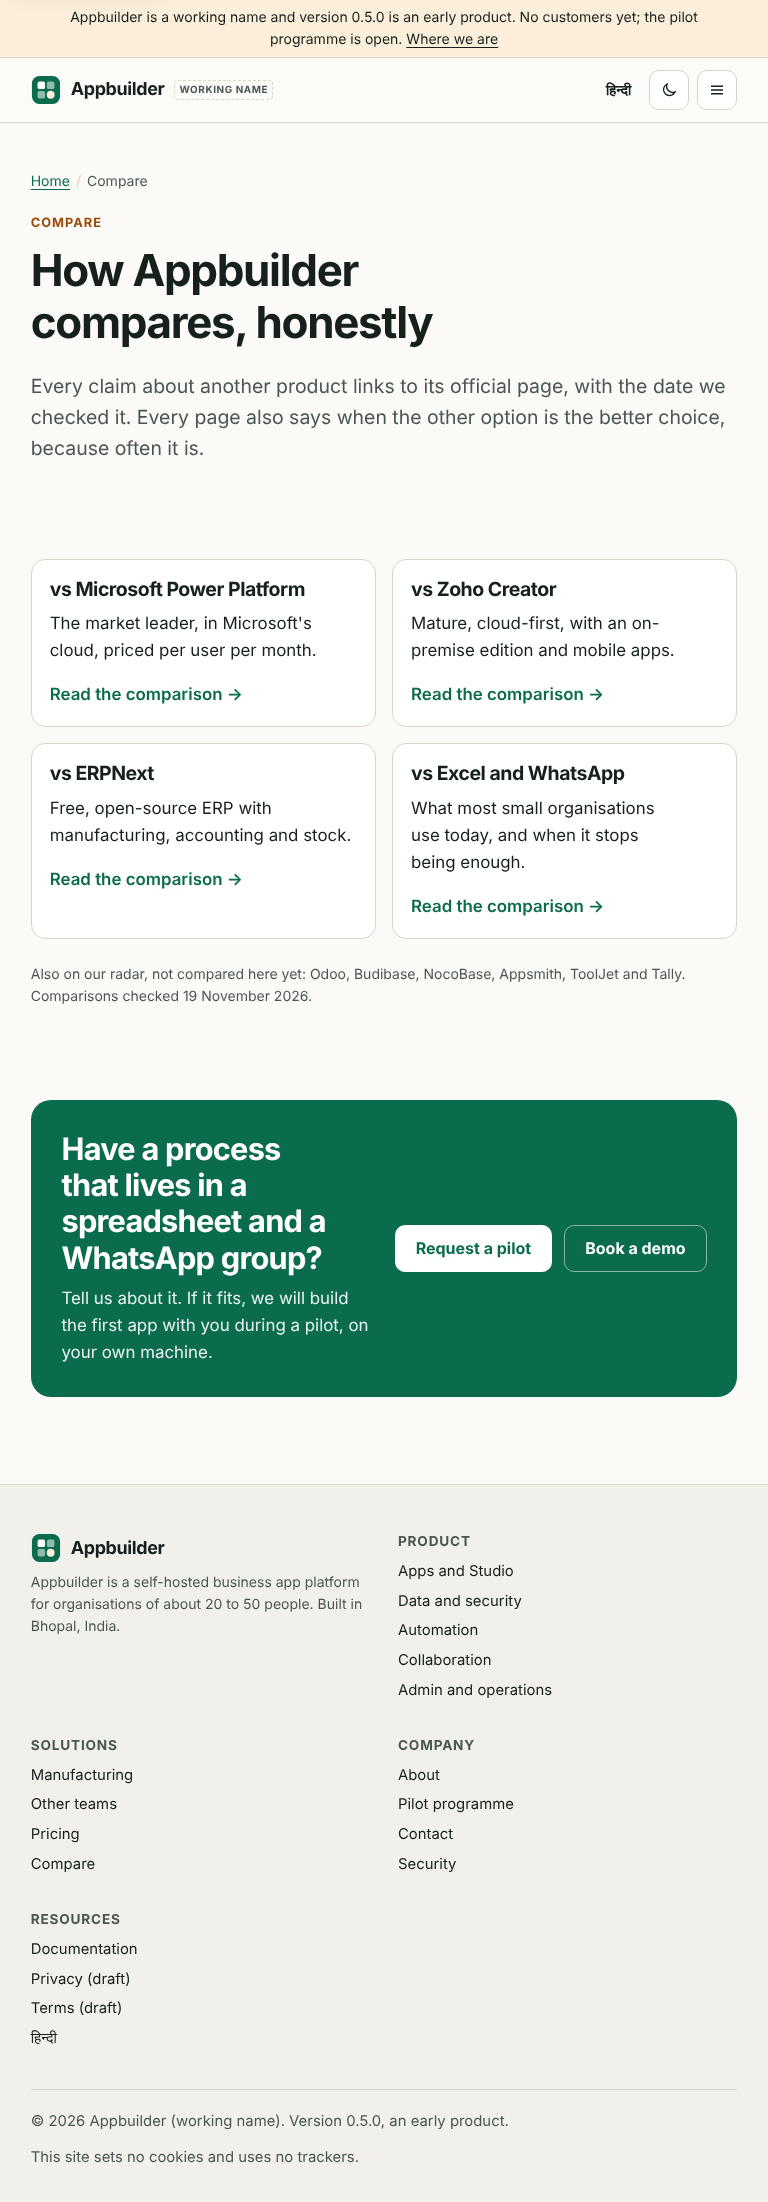 Appbuilder is a working name and version 0.5.0 is an early product. No customers yet; the pilot
programme is open. Where we are
Appbuilder
WORKING NAME
हिन्दी
Home / Compare
COMPARE
How Appbuilder
compares, honestly
Every claim about another product links to its official page, with the date we
checked it. Every page also says when the other option is the better choice,
because often it is.
vs Microsoft Power Platform
The market leader, in Microsoft's
cloud, priced per user per month.
Read the comparison →
vs Zoho Creator
Mature, cloud-first, with an on-
premise edition and mobile apps.
Read the comparison →
vs ERPNext
Free, open-source ERP with
manufacturing, accounting and stock.
Read the comparison →
vs Excel and WhatsApp
What most small organisations
use today, and when it stops
being enough.
Read the comparison →
Also on our radar, not compared here yet: Odoo, Budibase, NocoBase, Appsmith, ToolJet and Tally.
Comparisons checked 19 November 2026.
Have a process
that lives in a
spreadsheet and a
WhatsApp group?
Tell us about it. If it fits, we will build
the first app with you during a pilot, on
your own machine.
Request a pilot
Book a demo
Appbuilder
Appbuilder is a self-hosted business app platform
for organisations of about 20 to 50 people. Built in
Bhopal, India.
PRODUCT
Apps and Studio
Data and security
Automation
Collaboration
Admin and operations
SOLUTIONS
Manufacturing
Other teams
Pricing
Compare
COMPANY
About
Pilot programme
Contact
Security
RESOURCES
Documentation
Privacy (draft)
Terms (draft)
हिन्दी
© 2026 Appbuilder (working name). Version 0.5.0, an early product.
This site sets no cookies and uses no trackers.